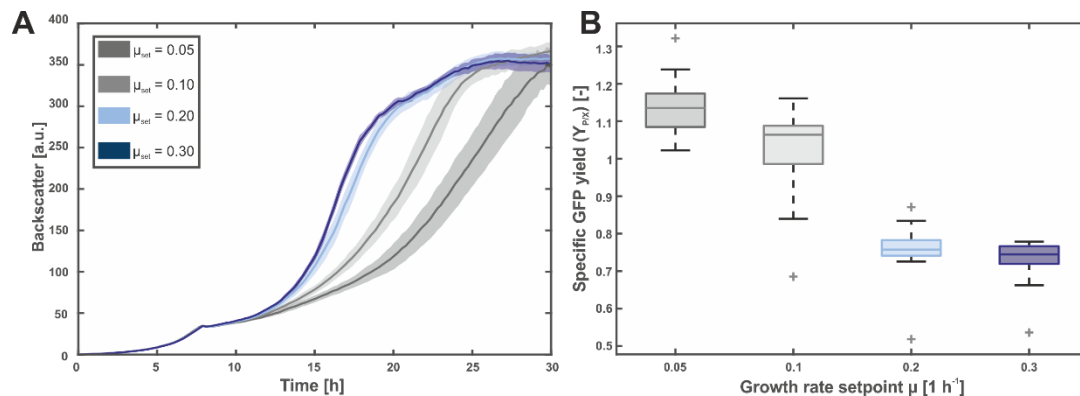 A
400
350
300
250
200
150
100
50
0
Backscatter [a.u.]
μset = 0.05
μset = 0.10
μset = 0.20
μset = 0.30
0 5 10 15 20 25 30
Time [h]
B
1.3
1.2
1.1
1
0.9
0.8
0.7
0.6
0.5
Specific GFP yield (YP/X) [-]
0.05 0.1 0.2 0.3
Growth rate setpoint μ [1 h-1]